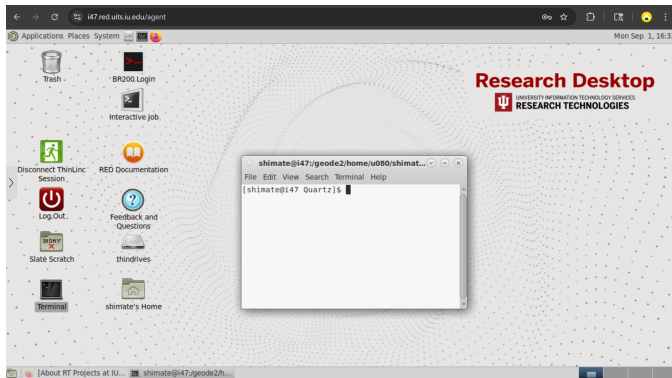 i47.red.uits.iu.edu/agent
Applications Places System
Mon Sep 1, 16:3
Trash
BR200 Login
Interactive Job
Research Desktop
UNIVERSITY INFORMATION TECHNOLOGY SERVICES
RESEARCH TECHNOLOGIES
Disconnect ThinLinc Session
RED Documentation
Log Out
Feedback and Questions
30 DAY
Slate Scratch
thindrives
Terminal
shimate's Home
shimate@i47:/geode2/home/u080/shimat...
File Edit View Search Terminal Help
[shimate@i47 Quartz]$
[About RT Projects at IU...
shimate@i47:/geode2/h...